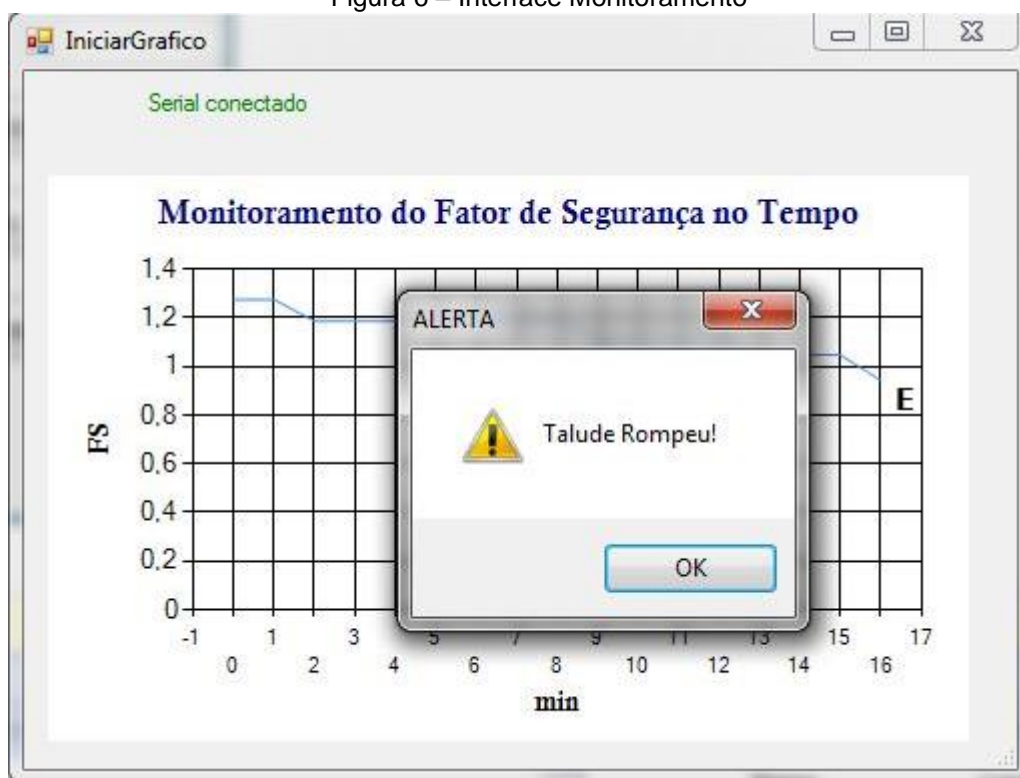 Figura 6 – Interface Monitoramento
IniciarGrafico
Serial conectado
Monitoramento do Fator de Segurança no Tempo
1,4
1,2
1
0,8
0,6
0,4
0,2
0
FS
ALERTA
Talude Rompeu!
OK
E
-1 1 3 5 7 9 11 13 15 17
0 2 4 6 8 10 12 14 16
min